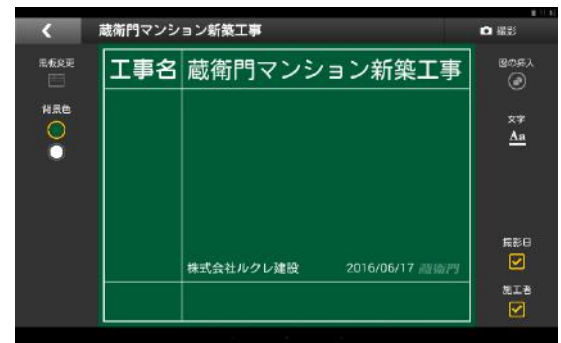 蔵衛門マンション新築工事
撮影
黒板変更
背景色
工事名 蔵衛門マンション新築工事
図の挿入
文字
Aa
株式会社ルクレ建設 2016/06/17 蔵衛門
撮影日
施工者